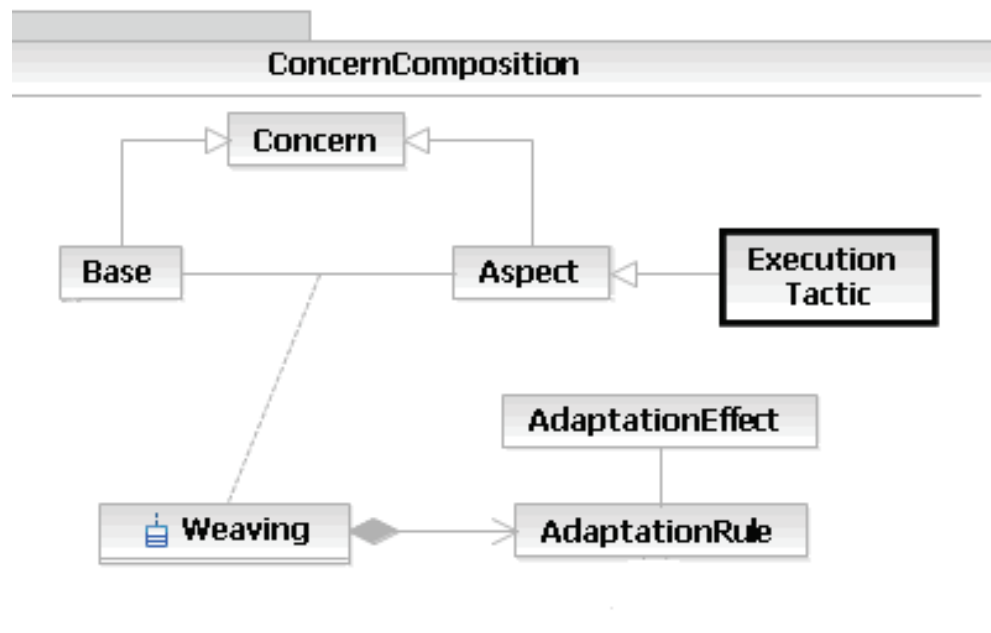 ConcernComposition
Concern
Base
Aspect
Execution
Tactic
AdaptationEffect
Weaving
AdaptationRule